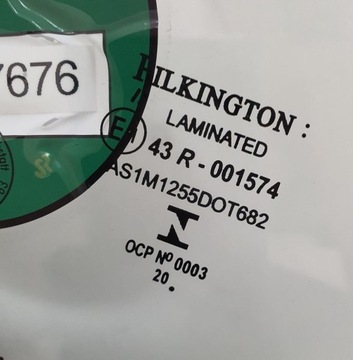 7676
PILKINGTON :
LAMINATED
43 R - 001574
AS1M1255DOT682
OCP Nº 0003
20 .